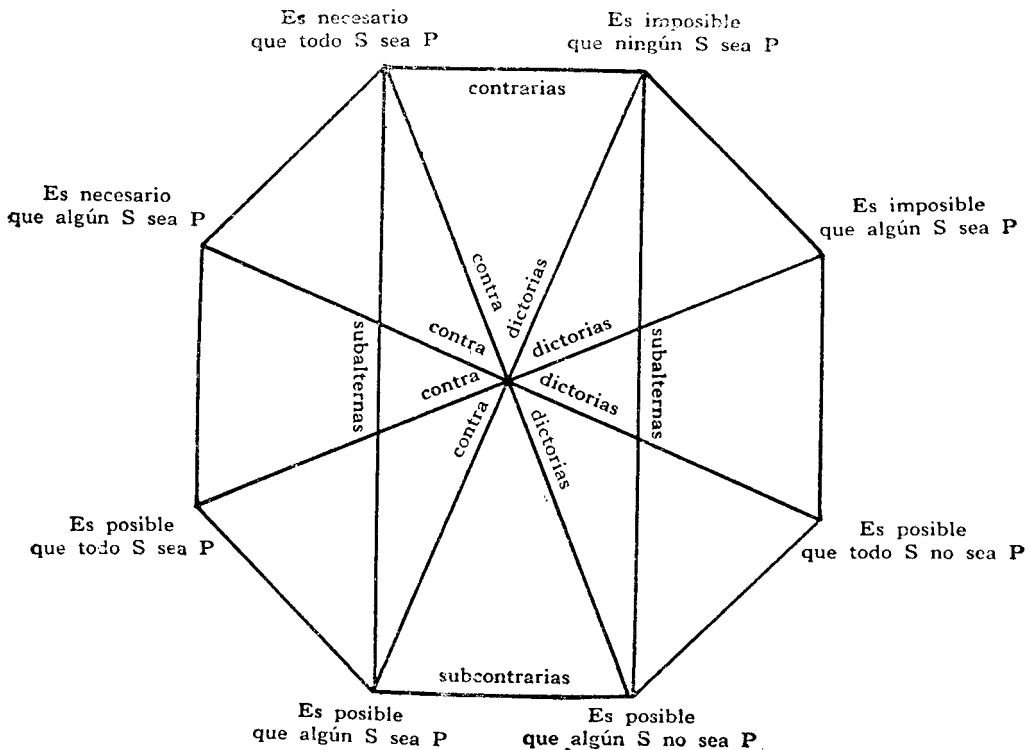 Es necesario
que todo S sea P
Es imposible
que ningún S sea P
contrarias
Es necesario
que algún S sea P
Es imposible
que algún S sea P
contra
dictorias
contra
dictorias
subalternas
subalternas
contra
dictorias
contra
dictorias
Es posible
que todo S sea P
Es posible
que todo S no sea P
subcontrarias
Es posible
que algún S sea P
Es posible
que algún S no sea P.